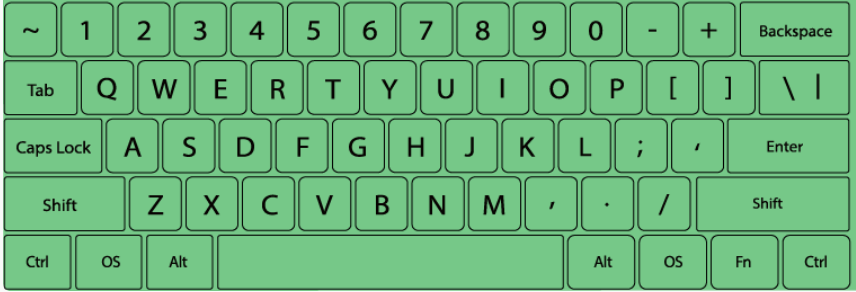 ~ 1 2 3 4 5 6 7 8 9 0 - + Backspace
Tab Q W E R T Y U I O P [ ] \ |
Caps Lock A S D F G H J K L ; ‘ Enter
Shift Z X C V B N M ’ · / Shift
Ctrl OS Alt Alt OS Fn Ctrl